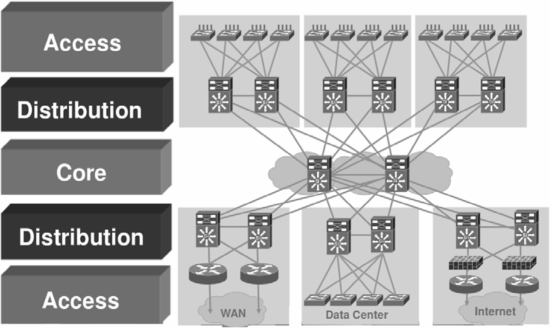 Access
Distribution
Core
Distribution
Access
WAN
Data Center
Internet